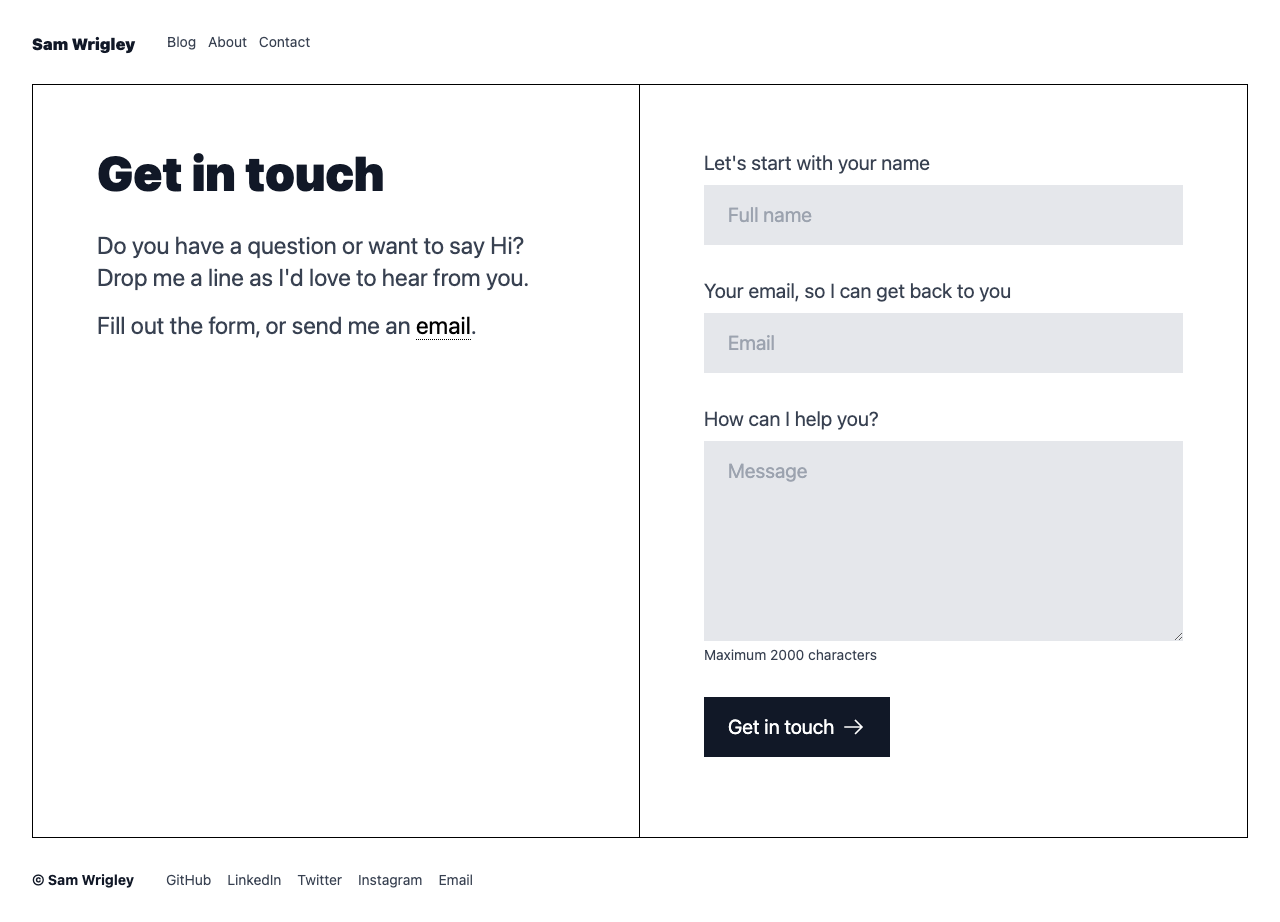 Sam Wrigley
Blog About Contact
Get in touch
Do you have a question or want to say Hi?
Drop me a line as I'd love to hear from you.
Fill out the form, or send me an email.
Let's start with your name
Full name
Your email, so I can get back to you
Email
How can I help you?
Message
Maximum 2000 characters
Get in touch
© Sam Wrigley
GitHub LinkedIn Twitter Instagram Email